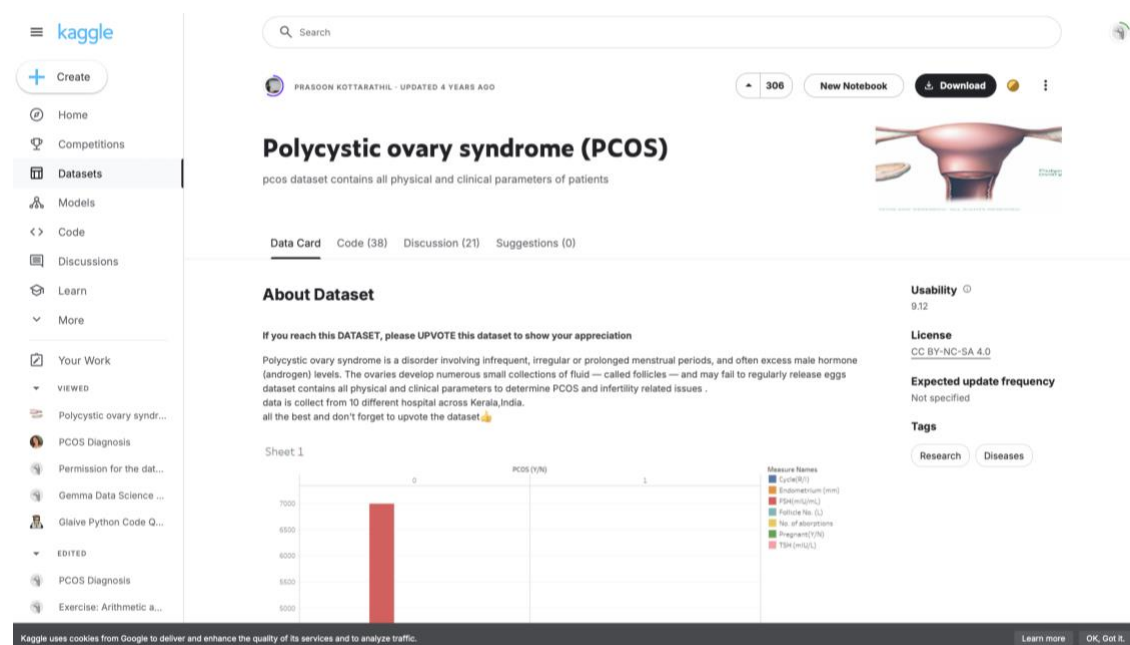 kaggle
Search
Create
PRASOON KOTTARATHIL · UPDATED 4 YEARS AGO
306
New Notebook
Download
Home
Competitions
Datasets
Models
Code
Discussions
Learn
More
Your Work
VIEWED
Polycystic ovary syndr...
PCOS Diagnosis
Permission for the dat...
Gemma Data Science ...
Glaive Python Code Q...
EDITED
PCOS Diagnosis
Exercise: Arithmetic a...
Polycystic ovary syndrome (PCOS)
pcos dataset contains all physical and clinical parameters of patients
Data Card
Code (38)
Discussion (21)
Suggestions (0)
About Dataset
If you reach this DATASET, please UPVOTE this dataset to show your appreciation
Polycystic ovary syndrome is a disorder involving infrequent, irregular or prolonged menstrual periods, and often excess male hormone
(androgen) levels. The ovaries develop numerous small collections of fluid — called follicles — and may fail to regularly release eggs
dataset contains all physical and clinical parameters to determine PCOS and infertility related issues .
data is collect from 10 different hospital across Kerala,India.
all the best and don't forget to upvote the dataset👍
Sheet 1
PCOS (Y/N)
0
1
7000
6500
6000
5500
5000
Measure Names
Cycle(R/I)
Endometrium (mm)
FSH(mIU/mL)
Follicle No. (L)
No. of aborptions
Pregnant(Y/N)
TSH (mIU/L)
Usability
9.12
License
CC BY-NC-SA 4.0
Expected update frequency
Not specified
Tags
Research
Diseases
Kaggle uses cookies from Google to deliver and enhance the quality of its services and to analyze traffic.
Learn more
OK, Got it.